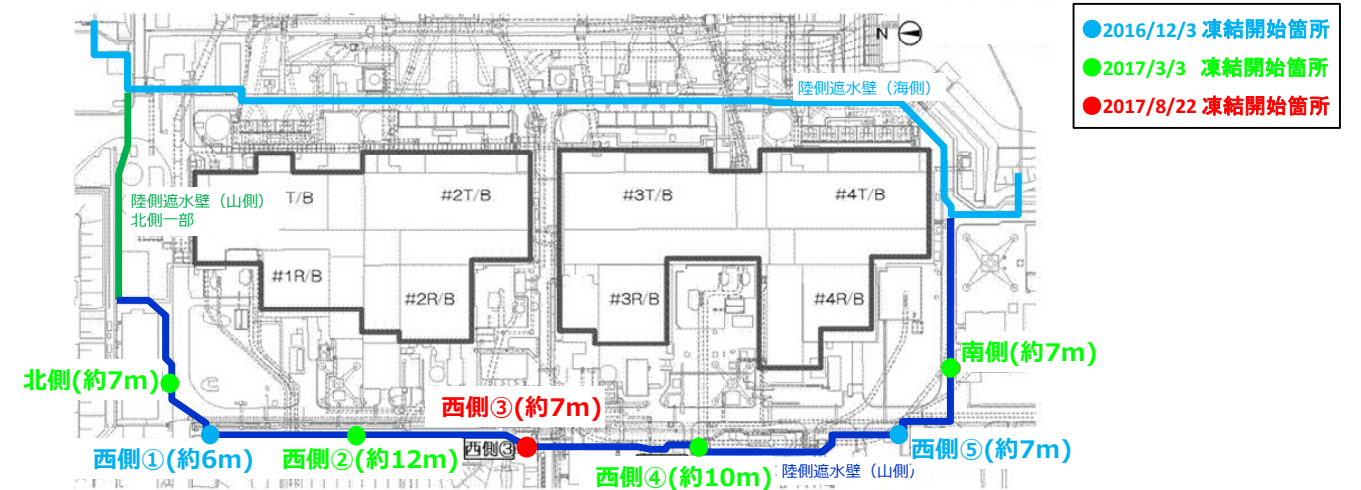 ●2016/12/3 凍結開始箇所
●2017/3/3 凍結開始箇所
●2017/8/22 凍結開始箇所
N
陸側遮水壁（海側）
陸側遮水壁（山側）
北側一部
T/B
#2T/B
#3T/B
#4T/B
#1R/B
#2R/B
#3R/B
#4R/B
北側(約7m)
南側(約7m)
西側③(約7m)
西側③
西側①(約6m)
西側②(約12m)
西側④(約10m)
陸側遮水壁（山側）
西側⑤(約7m)